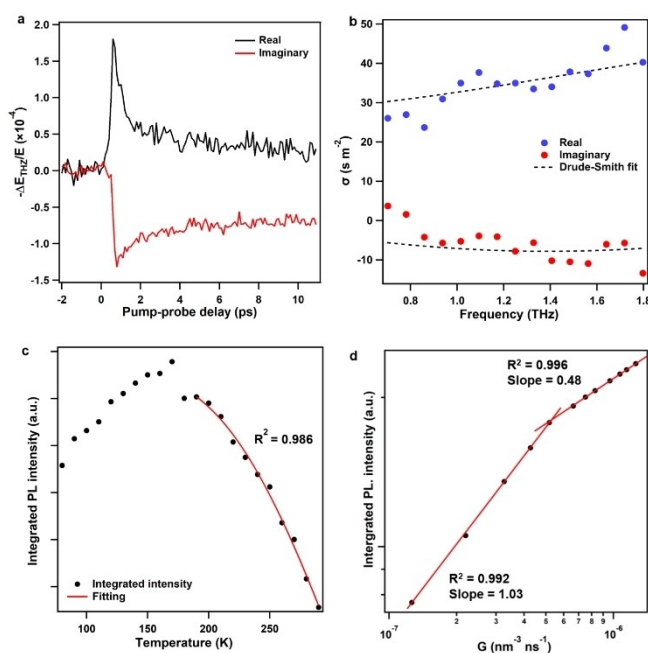 a
2.0
1.5
1.0
0.5
0.0
-0.5
-1.0
-1.5
-ΔE_THZ/E (×10⁻⁴)
Real
Imaginary
-2 0 2 4 6 8 10
Pump-probe delay (ps)
b
50
40
30
20
10
0
-10
σ (s m⁻²)
Real
Imaginary
Drude-Smith fit
0.8 1.0 1.2 1.4 1.6 1.8
Frequency (THz)
c
Integrated PL intensity (a.u.)
R² = 0.986
Integrated intensity
Fitting
100 150 200 250
Temperature (K)
d
Intergrated PL. intensity (a.u.)
R² = 0.996
Slope = 0.48
R² = 0.992
Slope = 1.03
10⁻⁷ 2 3 4 5 6 7 8 9 10⁻⁶
G (nm⁻³ ns⁻¹)